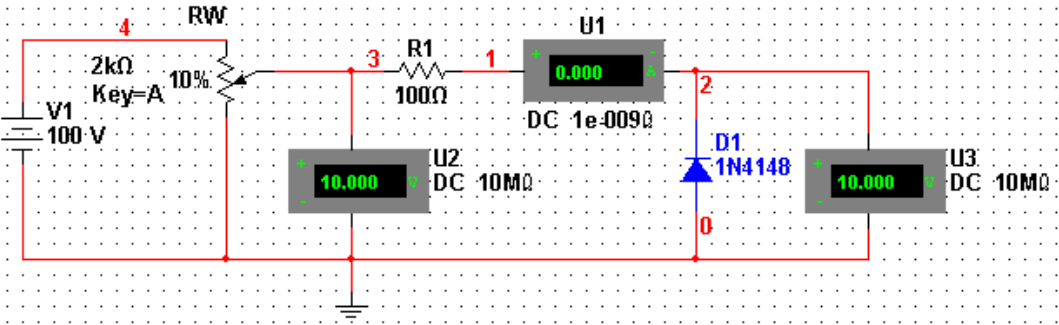 RW
4
2kΩ
Key=A
10%
V1
100 V
3
R1
100Ω
1
U1
+
-
0.000
A
DC 1e-009Ω
2
U2
+
-
10.000
V
DC 10MΩ
D1
1N4148
0
U3
+
-
10.000
V
DC 10MΩ